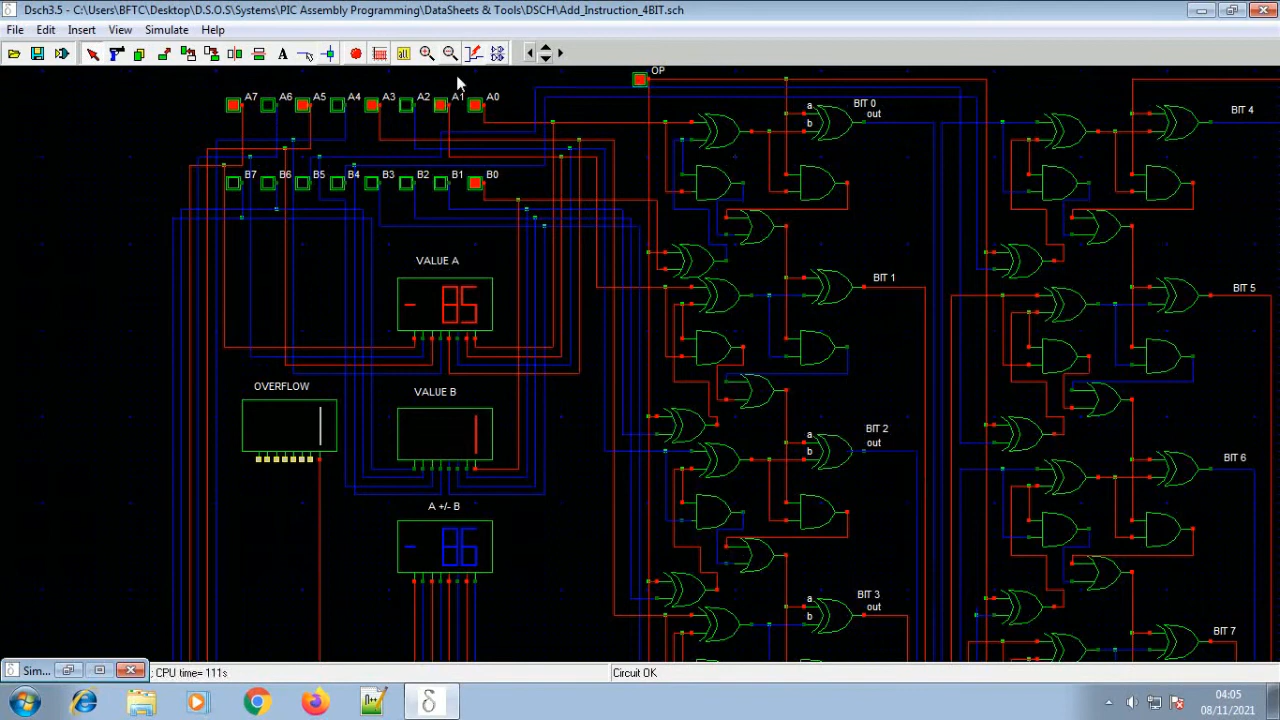 Dsch3.5 - C:\Users\BFTC\Desktop\D.S.O.S\Systems\PIC Assembly Programming\DataSheets & Tools\DSCH\Add_Instruction_4BIT.sch
File Edit Insert View Simulate Help
OP
A7 A6 A5 A4 A3 A2 A1 A0
a BIT 0
out
b
BIT 4
B7 B6 B5 B4 B3 B2 B1 B0
VALUE A
- 85
BIT 1
BIT 5
OVERFLOW
1
VALUE B
1
a BIT 2
out
b
BIT 6
A +/- B
- 86
a BIT 3
out
b
BIT 7
Sim...
; CPU time= 111s
Circuit OK
04:05
08/11/2021